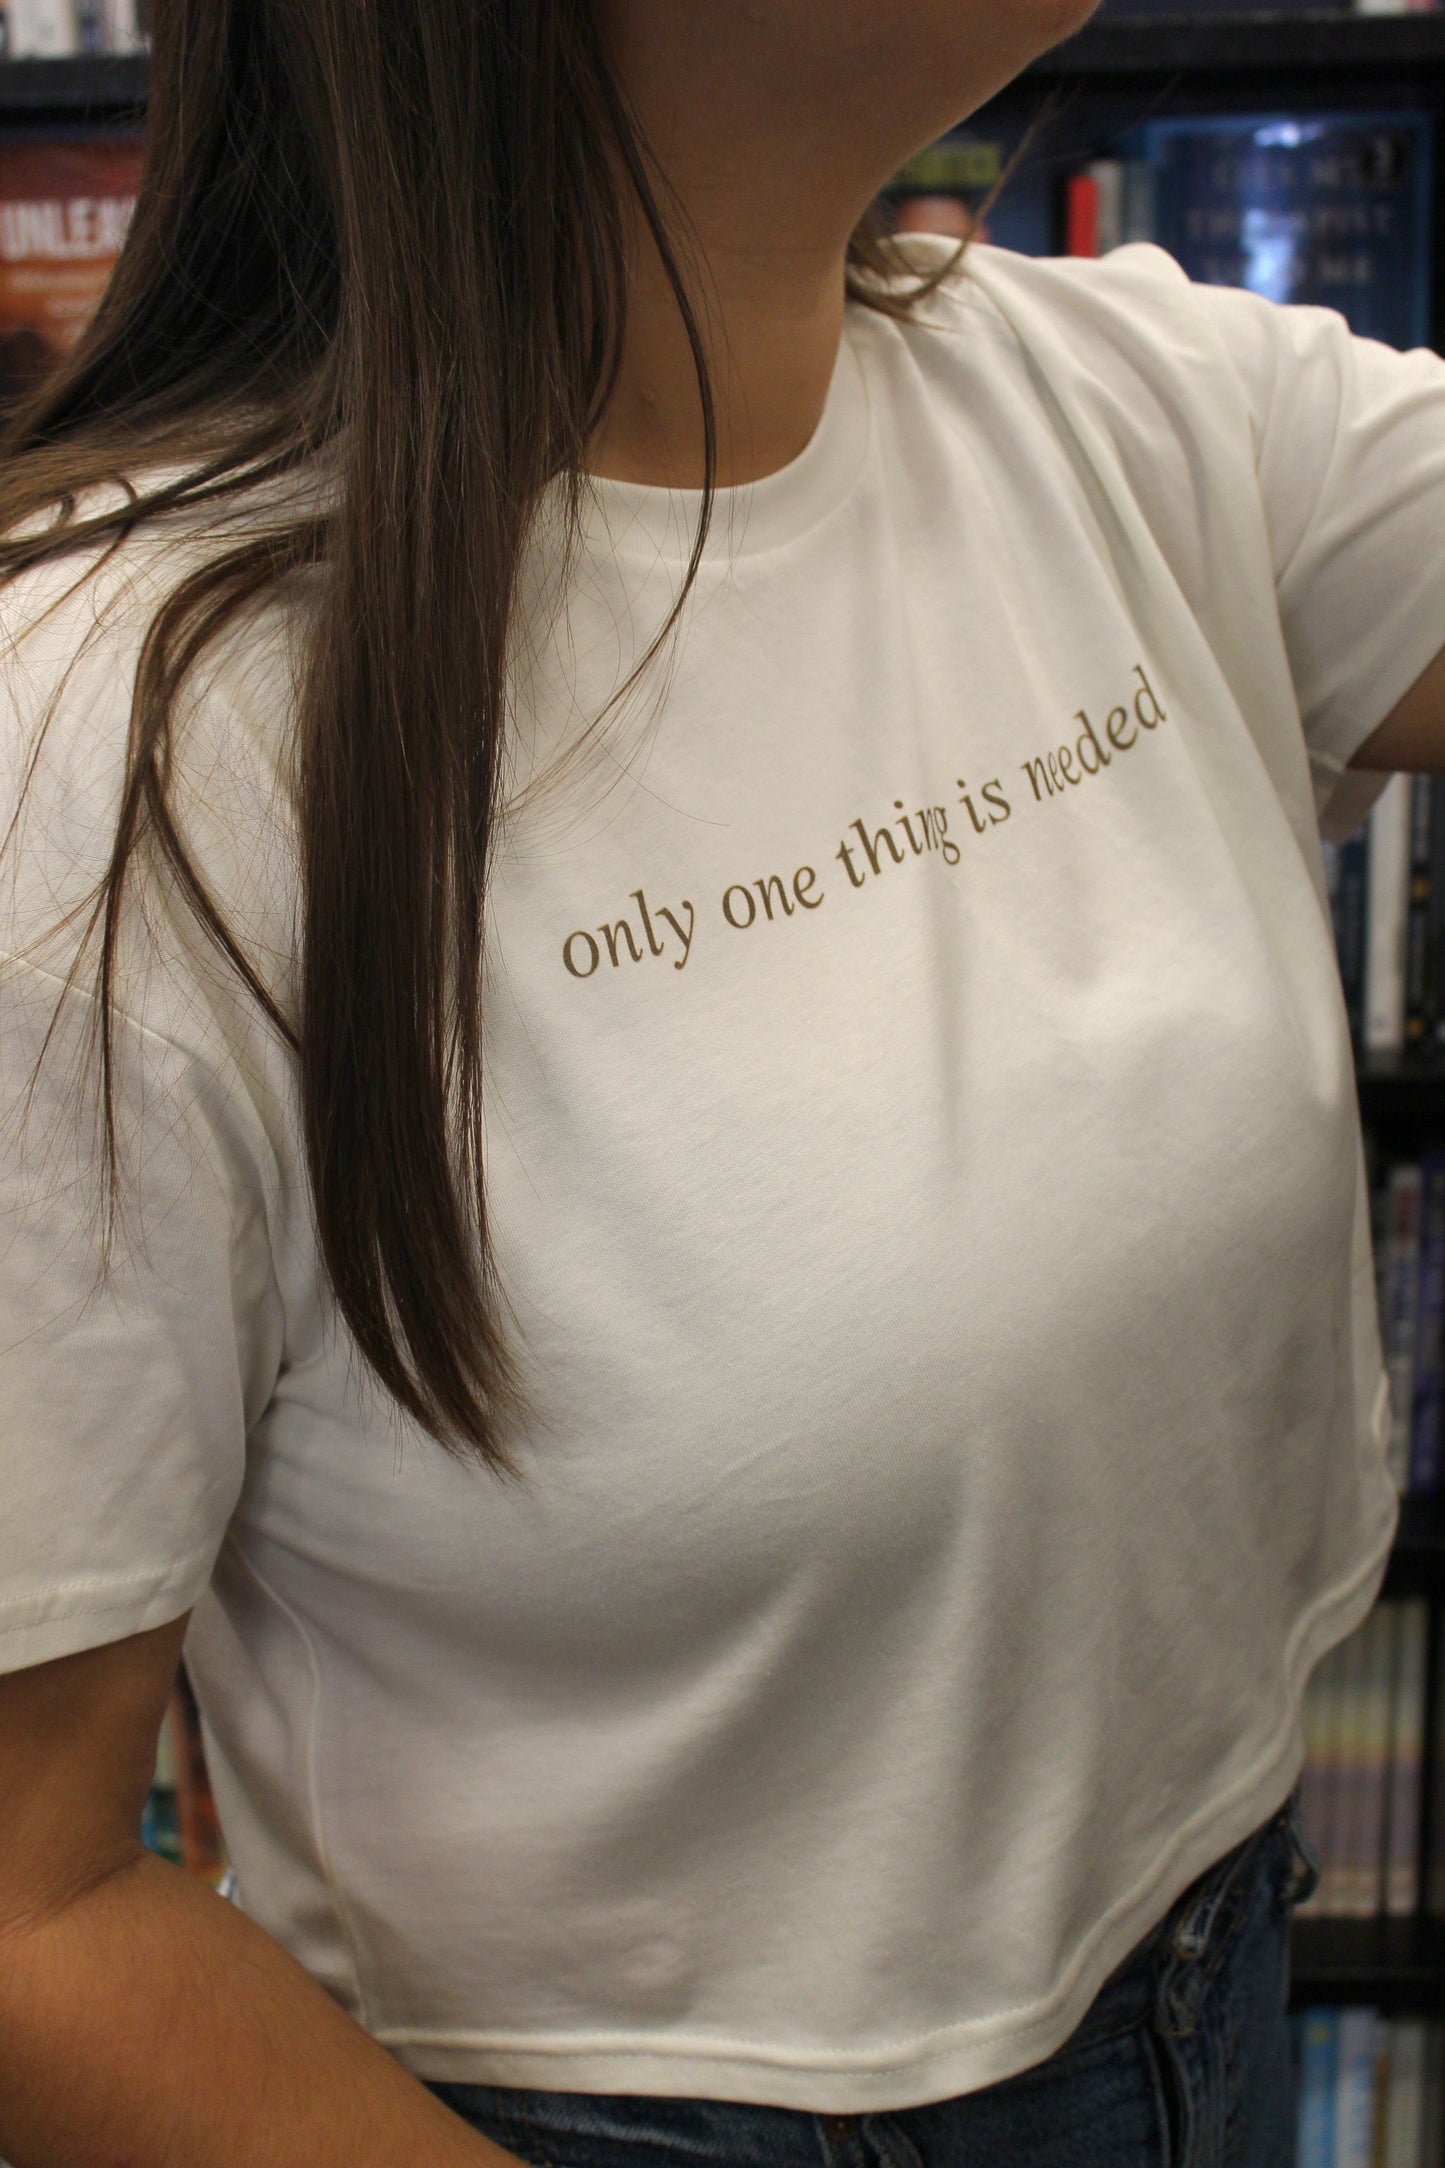 only one thing is needed